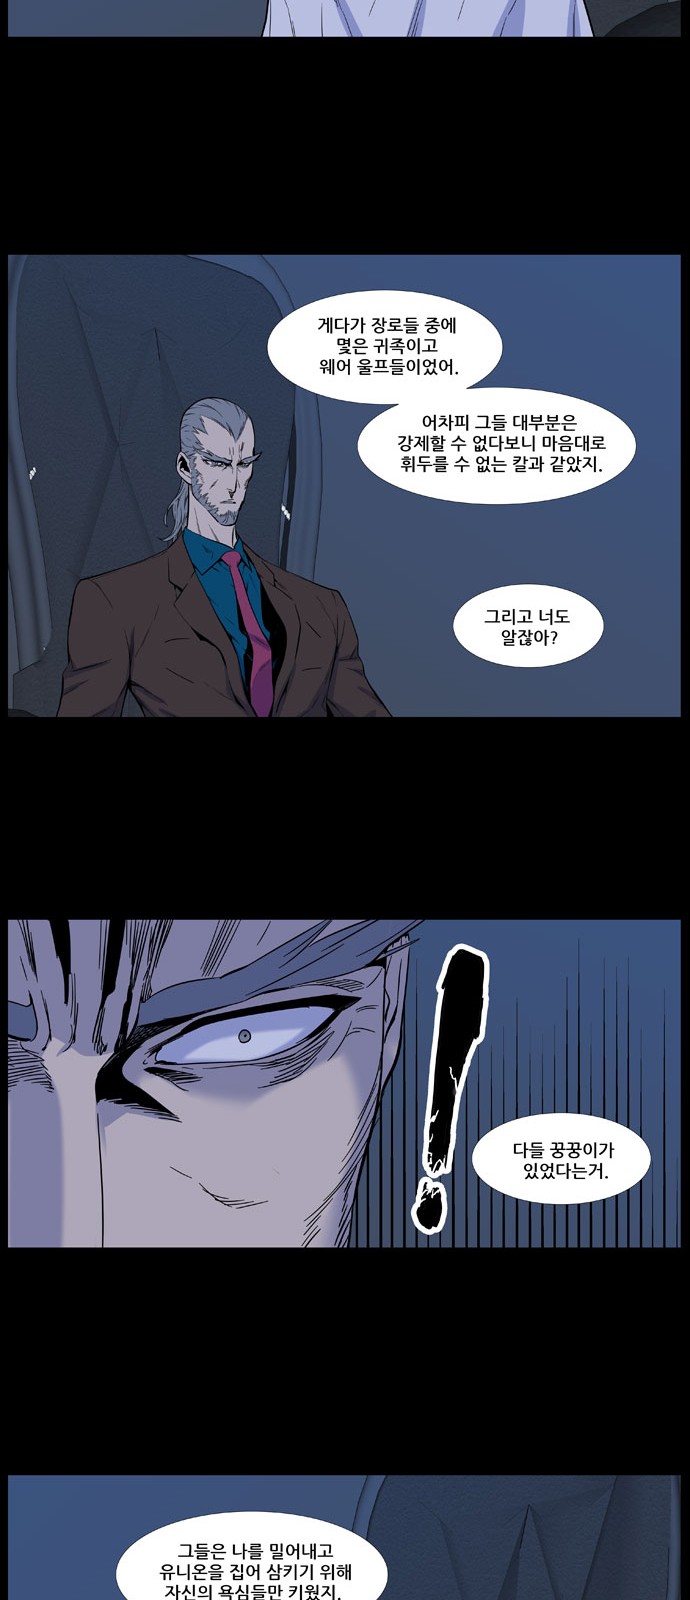 게다가 장로들 중에
몇은 귀족이고
웨어 울프들이었어.
어차피 그들 대부분은
강제할 수 없다보니 마음대로
휘두를 수 없는 칼과 같았지.
그리고 너도
알잖아?
다들 꿍꿍이가
있었다는거.
그들은 나를 밀어내고
유니온을 집어 삼키기 위해
자신의 욕심들만 키웠지.